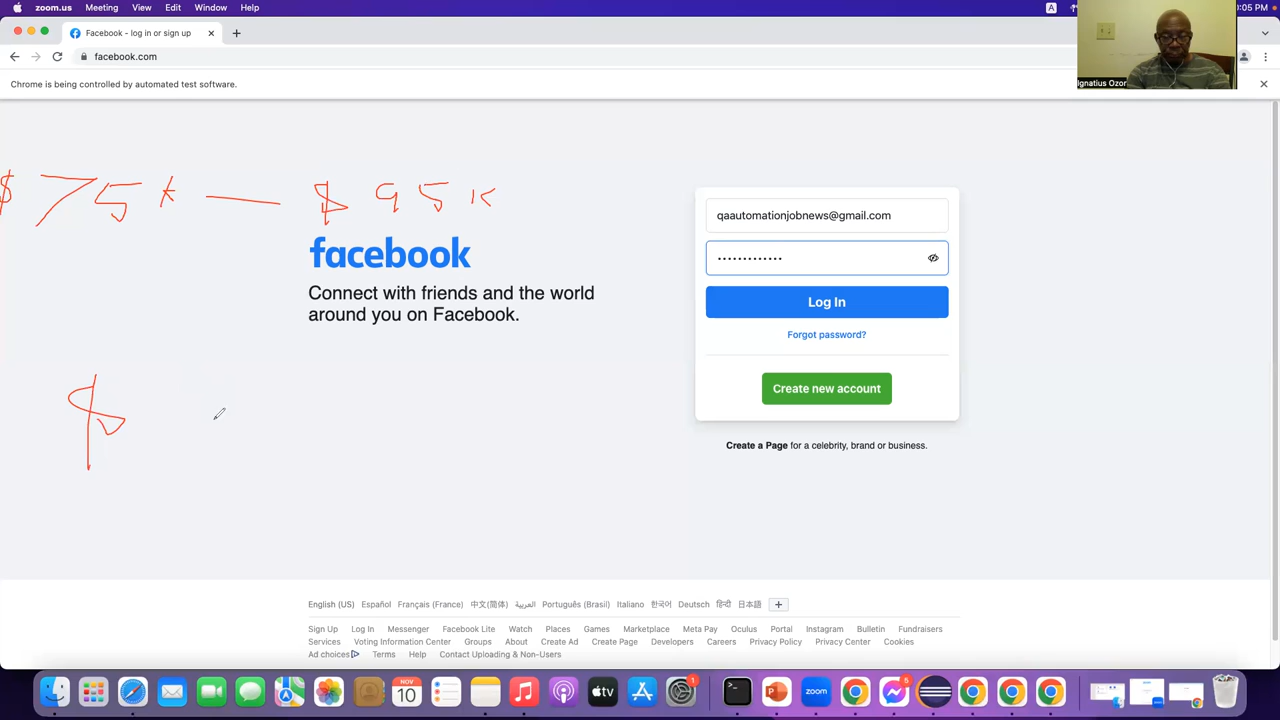 zoom.us Meeting View Edit Window Help
A :05 PM
Facebook - log in or sign up
facebook.com
Chrome is being controlled by automated test software.
Ignatius Ozor
$ 75k — $ 95K
facebook
Connect with friends and the world
around you on Facebook.
qaautomationjobnews@gmail.com
•••••••••••••
Log In
Forgot password?
Create new account
Create a Page for a celebrity, brand or business.
$
English (US) Español Français (France) 中文(简体) العربية Português (Brasil) Italiano 한국어 Deutsch हिन्दी 日本語 +
Sign Up Log In Messenger Facebook Lite Watch Places Games Marketplace Meta Pay Oculus Portal Instagram Bulletin Fundraisers
Services Voting Information Center Groups About Create Ad Create Page Developers Careers Privacy Policy Privacy Center Cookies
Ad choices Terms Help Contact Uploading & Non-Users
NOV
10
tv
1
zoom
6